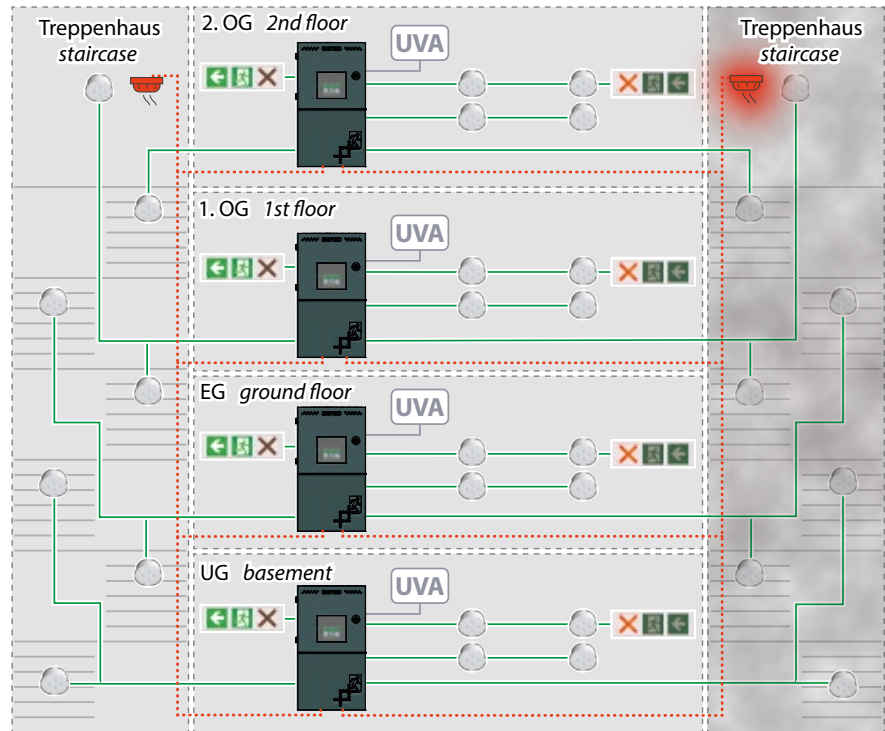 Treppenhaus
staircase
2. OG 2nd floor
UVA
Treppenhaus
staircase
1. OG 1st floor
UVA
EG ground floor
UVA
UG basement
UVA